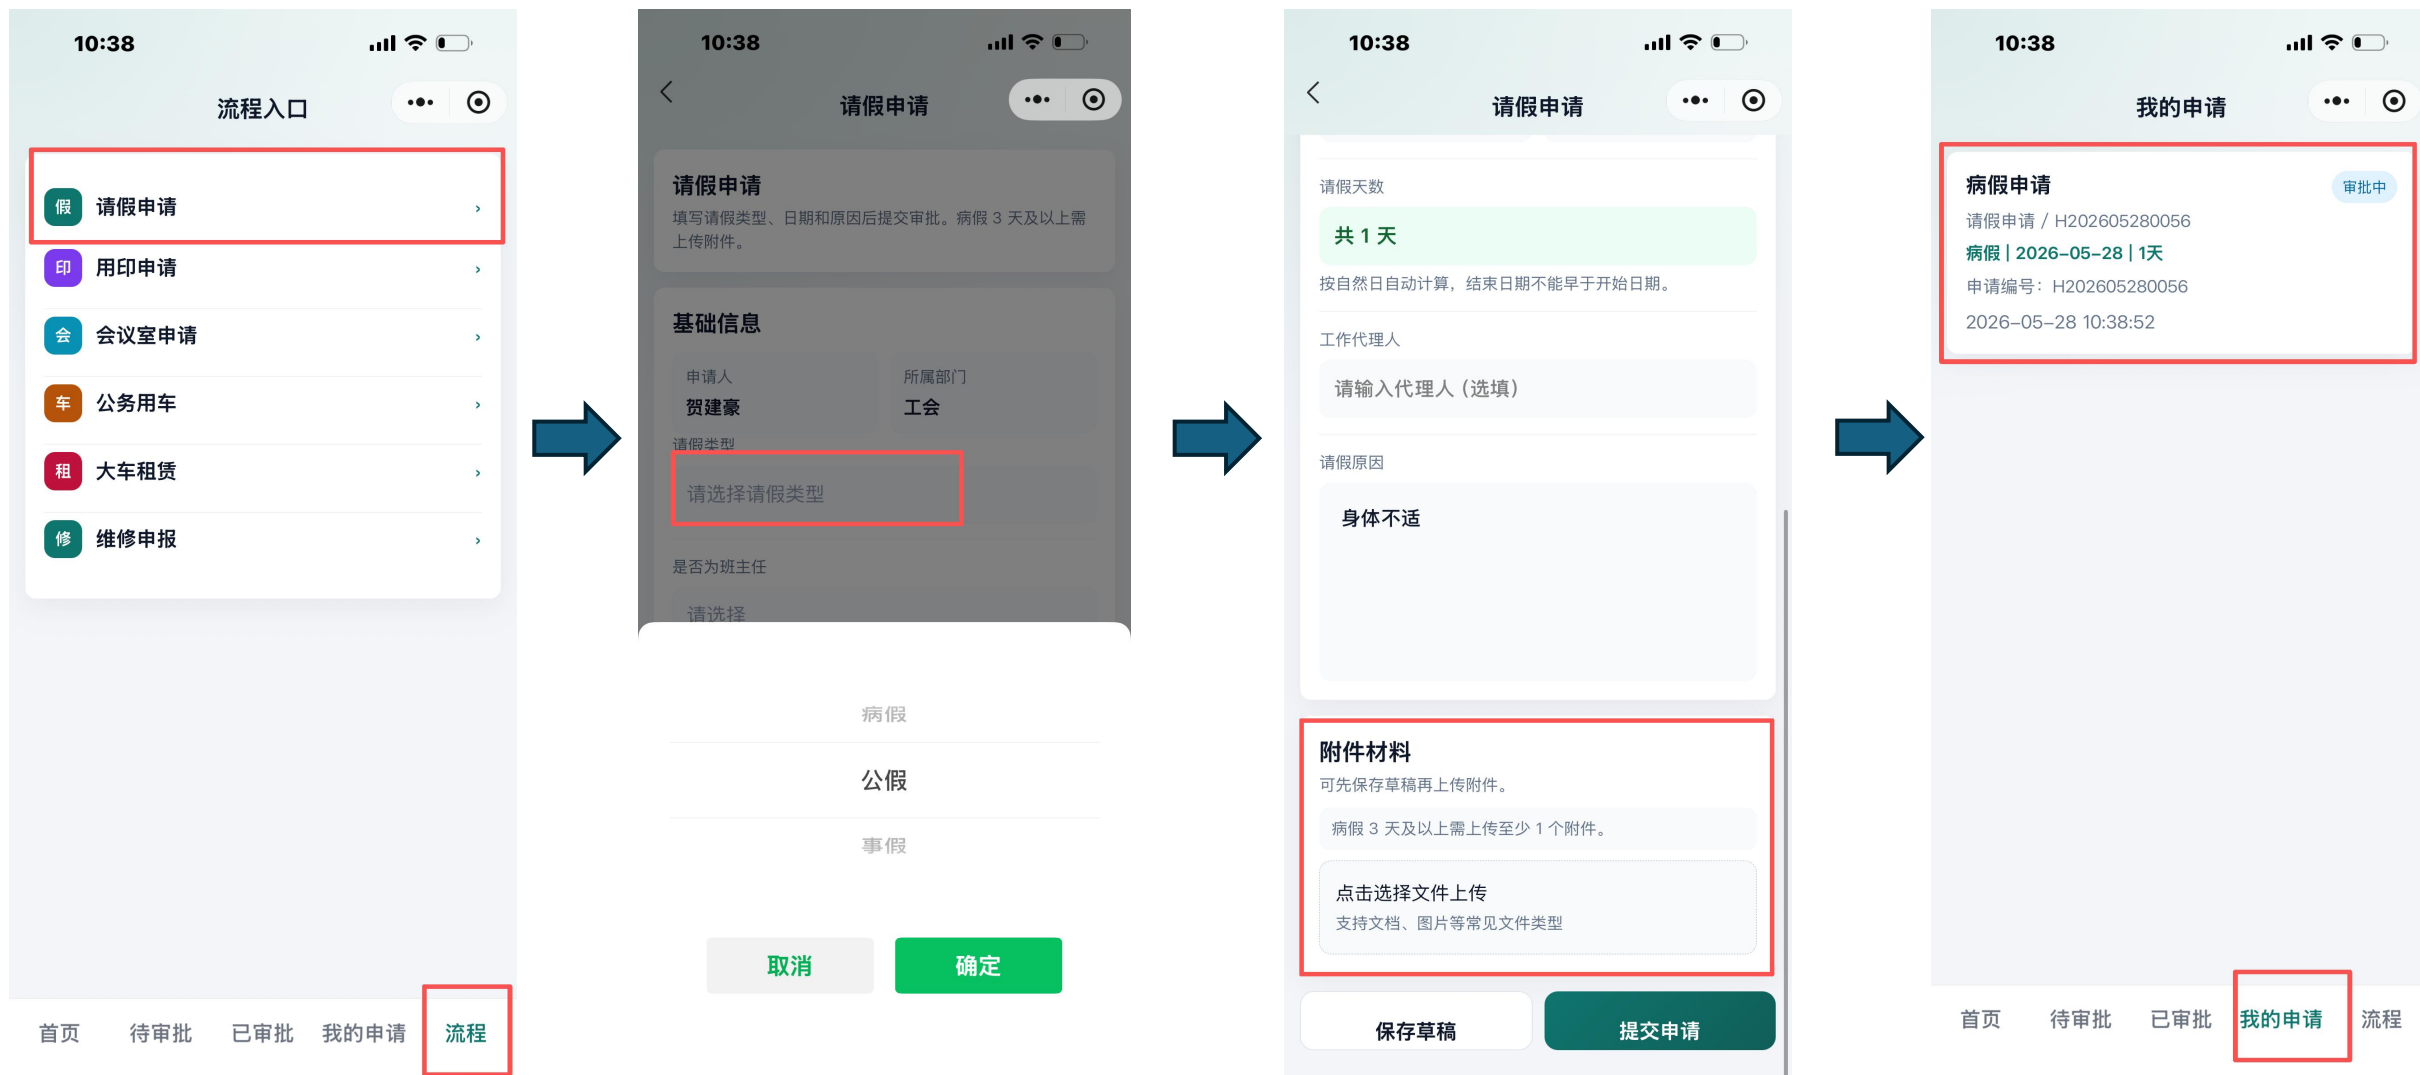 10:38
流程入口
假 请假申请
印 用印申请
会 会议室申请
车 公务用车
租 大车租赁
修 维修申报
首页 待审批 已审批 我的申请 流程
10:38
请假申请
请假申请
填写请假类型、日期和原因后提交审批。病假 3 天及以上需
上传附件。
基础信息
申请人 所属部门
贺建豪 工会
请假类型
请选择请假类型
是否为班主任
请选择
病假
公假
事假
取消 确定
10:38
请假申请
请假天数
共 1 天
按自然日自动计算，结束日期不能早于开始日期。
工作代理人
请输入代理人（选填）
请假原因
身体不适
附件材料
可先保存草稿再上传附件。
病假 3 天及以上需上传至少 1 个附件。
点击选择文件上传
支持文档、图片等常见文件类型
保存草稿 提交申请
10:38
我的申请
病假申请 审批中
请假申请 / H202605280056
病假 | 2026-05-28 | 1天
申请编号：H202605280056
2026-05-28 10:38:52
首页 待审批 已审批 我的申请 流程